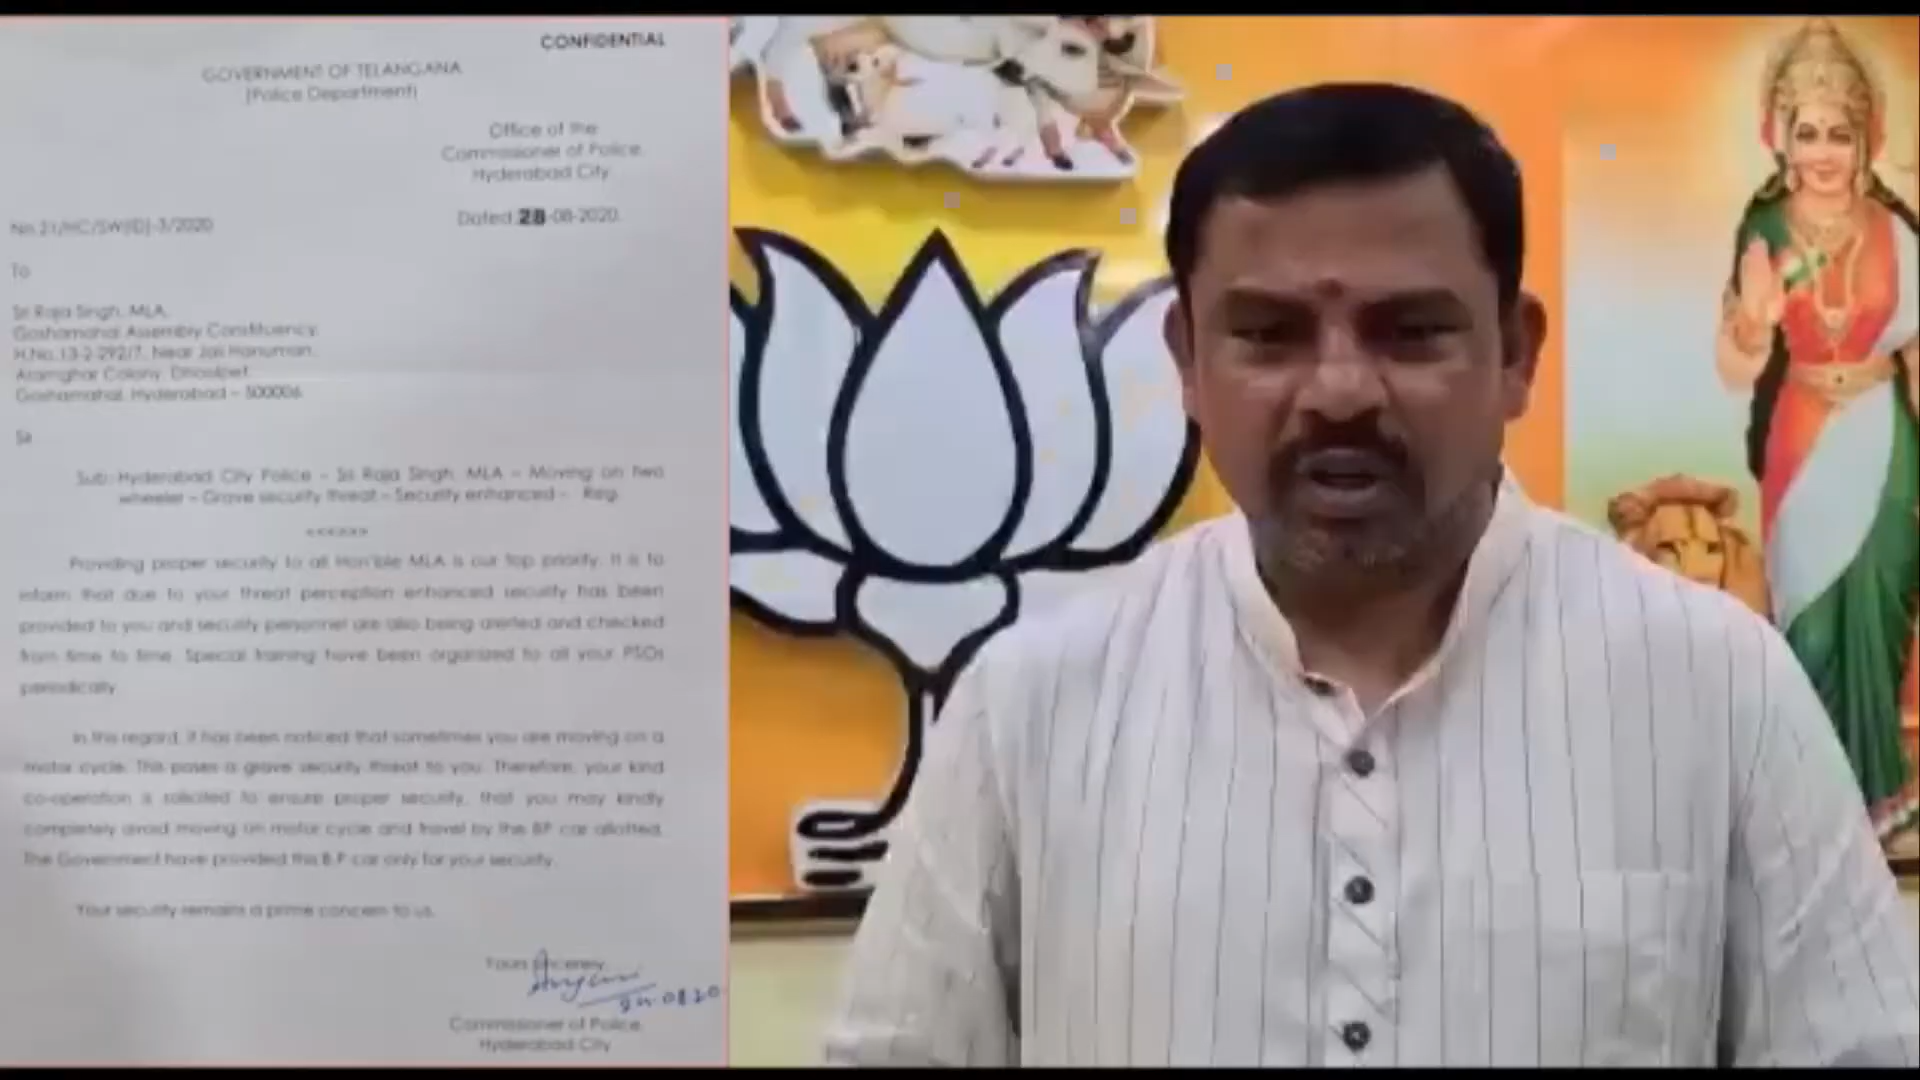 CONFIDENTIAL
GOVERNMENT OF TELANGANA
(Police Department)
Office of the
Commissioner of Police,
Hyderabad City.
No.21/HC/SW(D)-3/2020
Dated:28-08-2020.
To
Sri Raja Singh, MLA,
Goshamahal Assembly Constituency,
H.No.13-2-292/7, Near Jali Hanuman,
Aramghar Colony, Dhoolpet,
Goshamahal, Hyderabad – 500006.
Sir,
Sub: Hyderabad City Police – Sri Raja Singh, MLA – Moving on two
wheeler – Grave security threat – Security enhanced – Reg.
******
Providing proper security to all Hon'ble MLA is our top priority. It is to
inform that due to your threat perception enhanced security has been
provided to you and security personnel are also being alerted and checked
from time to time. Special training have been organized to all your PSOs
periodically.
In this regard, it has been noticed that sometimes you are moving on a
motor cycle. This poses a grave security threat to you. Therefore, your kind
co-operation is solicited to ensure proper security, that you may kindly
completely avoid moving on motor cycle and travel by the BP car allotted.
The Government have provided this B.P car only for your security.
Your security remains a prime concern to us.
Yours sincerely,
Commissioner of Police,
Hyderabad City